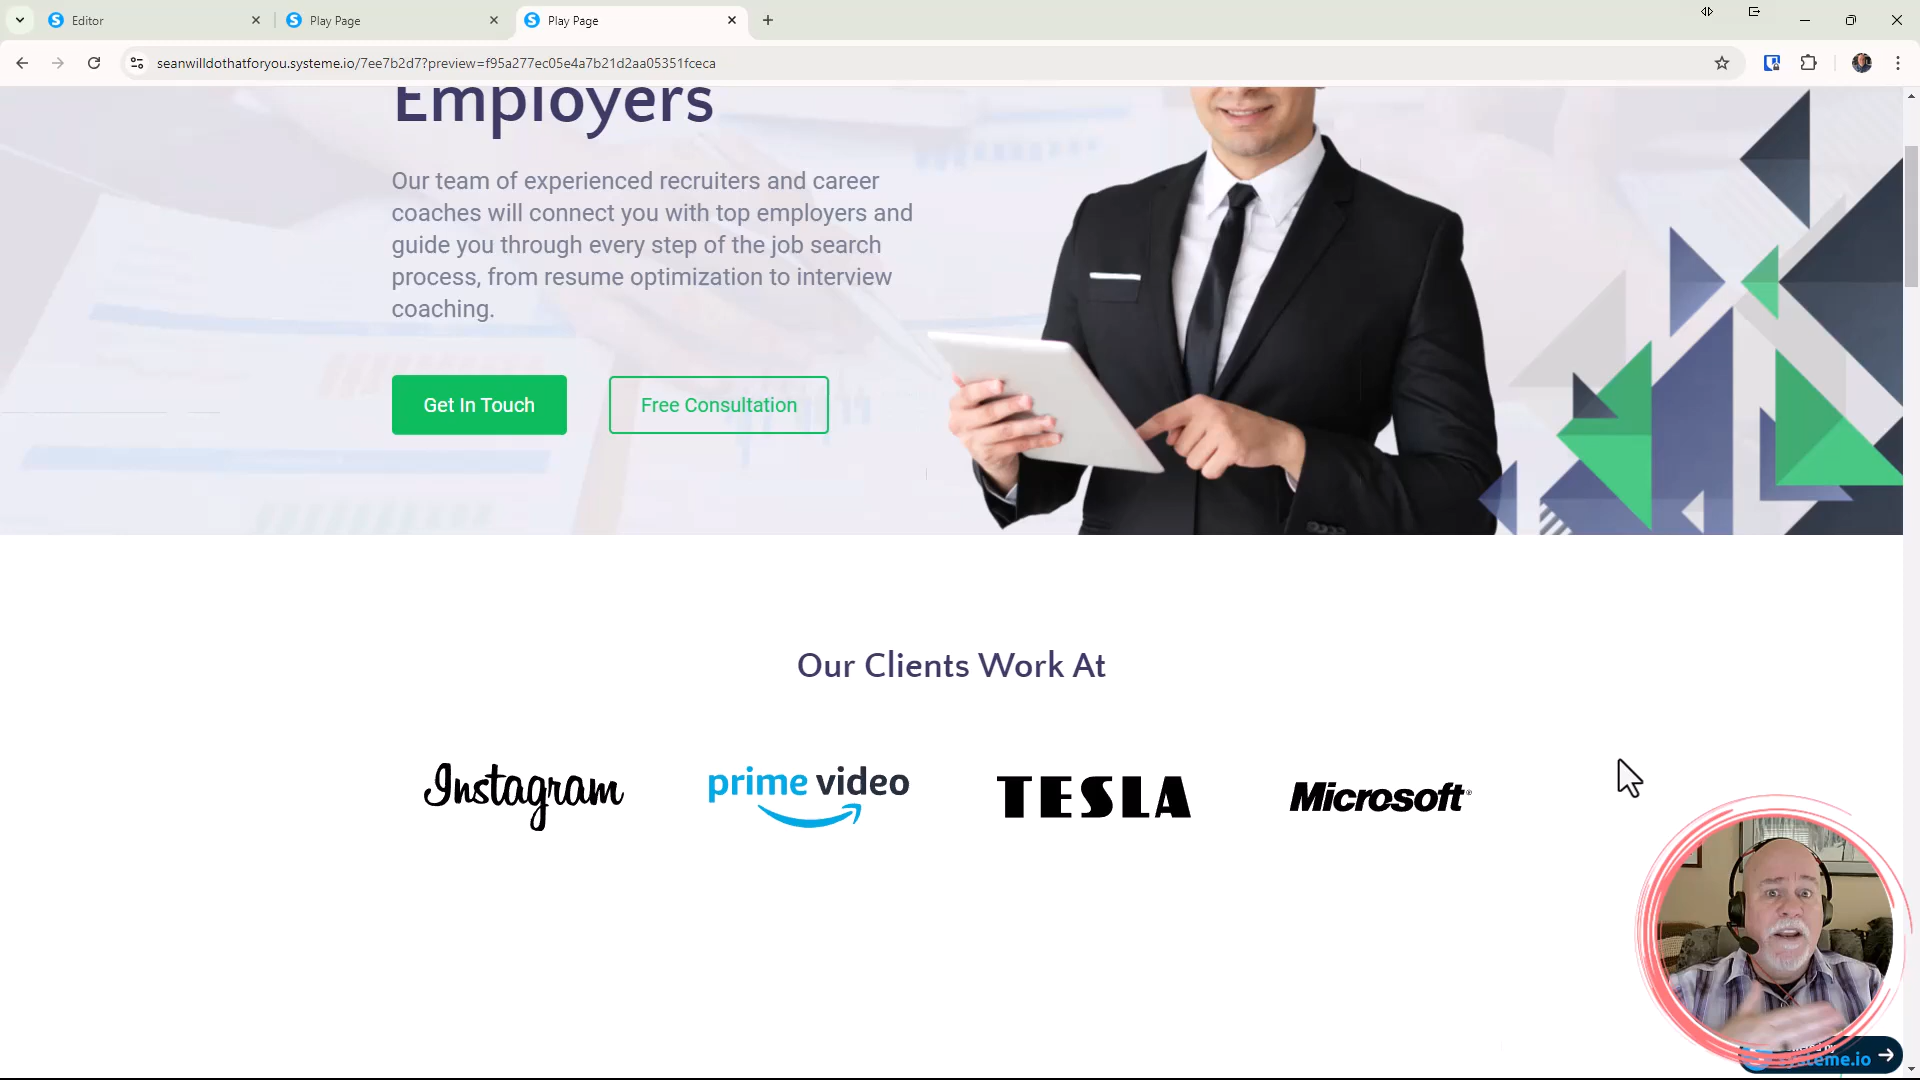 Editor
Play Page
Play Page
seanwilldothatforyou.systeme.io/7ee7b2d7?preview=f95a277ec05e4a7b21d2aa05351fceca
Employers
Our team of experienced recruiters and career
coaches will connect you with top employers and
guide you through every step of the job search
process, from resume optimization to interview
coaching.
Get In Touch
Free Consultation
Our Clients Work At
Instagram
prime video
TESLA
Microsoft®
systeme.io